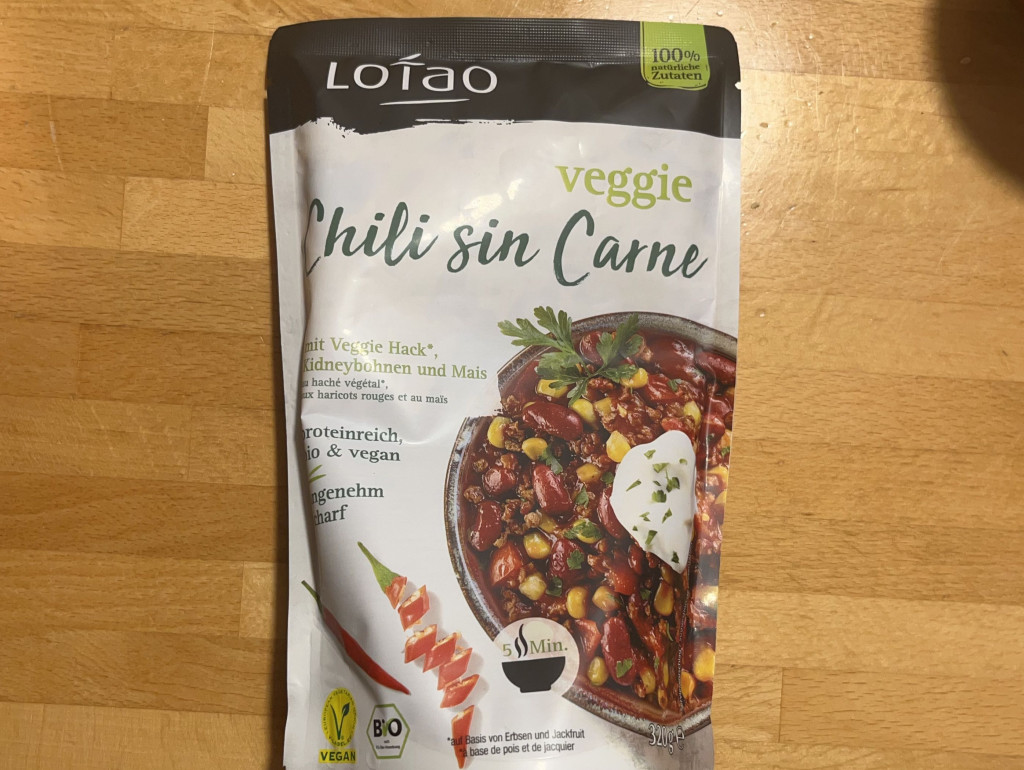 LOTAO
100%
natürliche
Zutaten
veggie
Chili sin Carne
mit Veggie Hack*,
Kidneybohnen und Mais
haché végétal*,
aux haricots rouges et au maïs
proteinreich,
bio & vegan
angenehm
scharf
5 Min.
VEGAN
BIO
*auf Basis von Erbsen und Jackfruit
*à base de pois et de jacquier
320g e